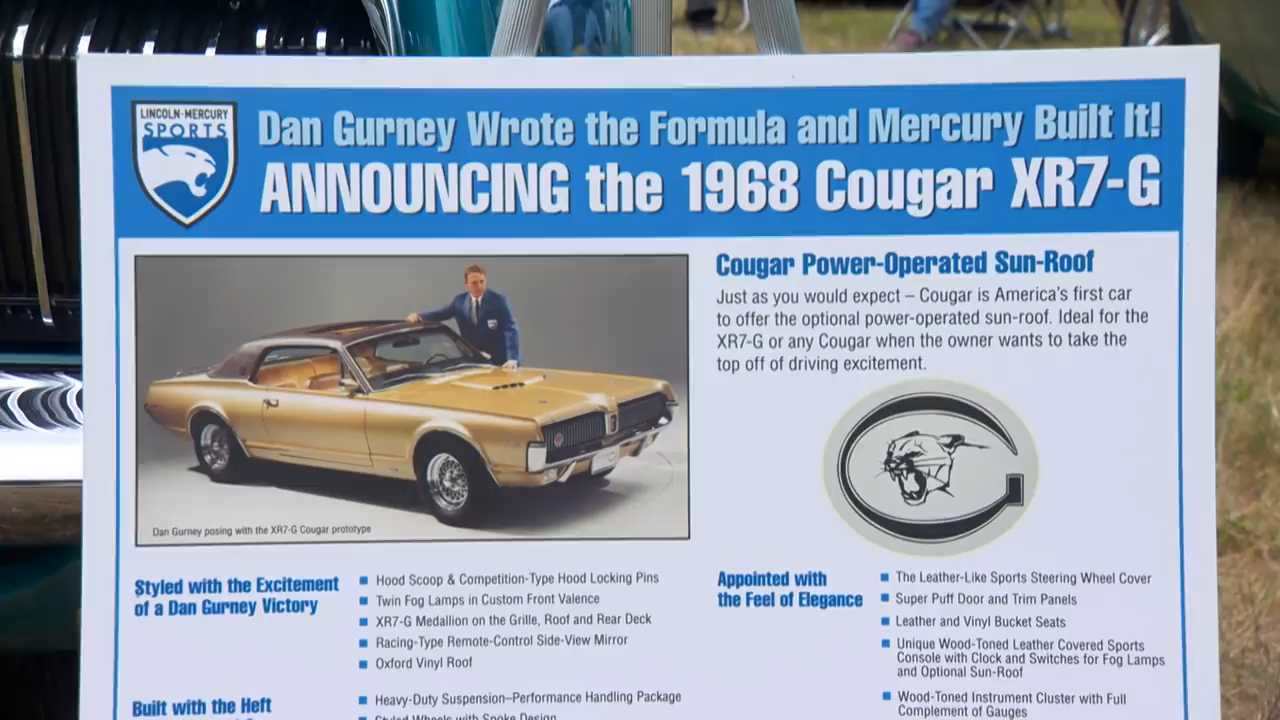 LINCOLN-MERCURY
SPORTS
Dan Gurney Wrote the Formula and Mercury Built It!
ANNOUNCING the 1968 Cougar XR7-G
Dan Gurney posing with the XR7-G Cougar prototype
Cougar Power-Operated Sun-Roof
Just as you would expect – Cougar is America's first car
to offer the optional power-operated sun-roof. Ideal for the
XR7-G or any Cougar when the owner wants to take the
top off of driving excitement.
Styled with the Excitement
of a Dan Gurney Victory
Hood Scoop & Competition-Type Hood Locking Pins
Twin Fog Lamps in Custom Front Valence
XR7-G Medallion on the Grille, Roof and Rear Deck
Racing-Type Remote-Control Side-View Mirror
Oxford Vinyl Roof
Built with the Heft
Heavy-Duty Suspension–Performance Handling Package
Styled Wheels with Spoke Design
Appointed with
the Feel of Elegance
The Leather-Like Sports Steering Wheel Cover
Super Puff Door and Trim Panels
Leather and Vinyl Bucket Seats
Unique Wood-Toned Leather Covered Sports
Console with Clock and Switches for Fog Lamps
and Optional Sun-Roof
Wood-Toned Instrument Cluster with Full
Complement of Gauges